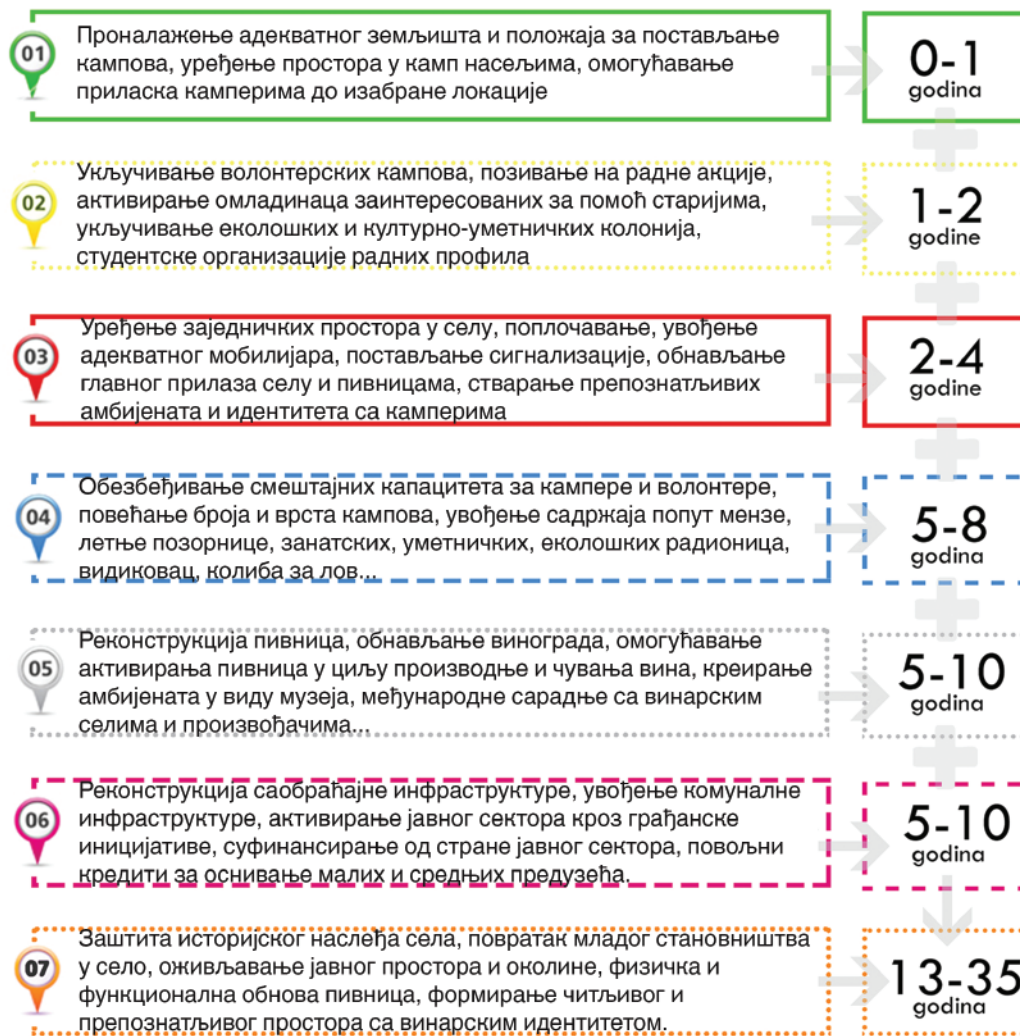 01
Проналажење адекватног земљишта и положаја за постављање
кампова, уређење простора у камп насељима, омогућавање
приласка камперима до изабране локације
0-1
godina
02
Укључивање волонтерских кампова, позивање на радне акције,
активирање омладинаца заинтересованих за помоћ старијима,
укључивање еколошких и културно-уметничких колонија,
студентске организације радних профила
1-2
godine
03
Уређење заједничких простора у селу, поплочавање, увођење
адекватног мобилијара, постављање сигнализације, обнављање
главног прилаза селу и пивницама, стварање препознатљивих
амбијената и идентитета са камперима
2-4
godine
04
Обезбеђивање смештајних капацитета за кампере и волонтере,
повећање броја и врста кампова, увођење садржаја попут мензе,
летње позорнице, занатских, уметничких, еколошких радионица,
видиковац, колиба за лов...
5-8
godina
05
Реконструкција пивница, обнављање винограда, омогућавање
активирања пивница у циљу производње и чувања вина, креирање
амбијената у виду музеја, међународне сарадње са винарским
селима и произвођачима...
5-10
godina
06
Реконструкција саобраћајне инфраструктуре, увођење комуналне
инфраструктуре, активирање јавног сектора кроз грађанске
иницијативе, суфинансирање од стране јавног сектора, повољни
кредити за оснивање малих и средњих предузећа.
5-10
godina
07
Заштита историјског наслеђа села, повратак младог становништва
у село, оживљавање јавног простора и околине, физичка и
функционална обнова пивница, формирање читљивог и
препознатљивог простора са винарским идентитетом.
13-35
godina